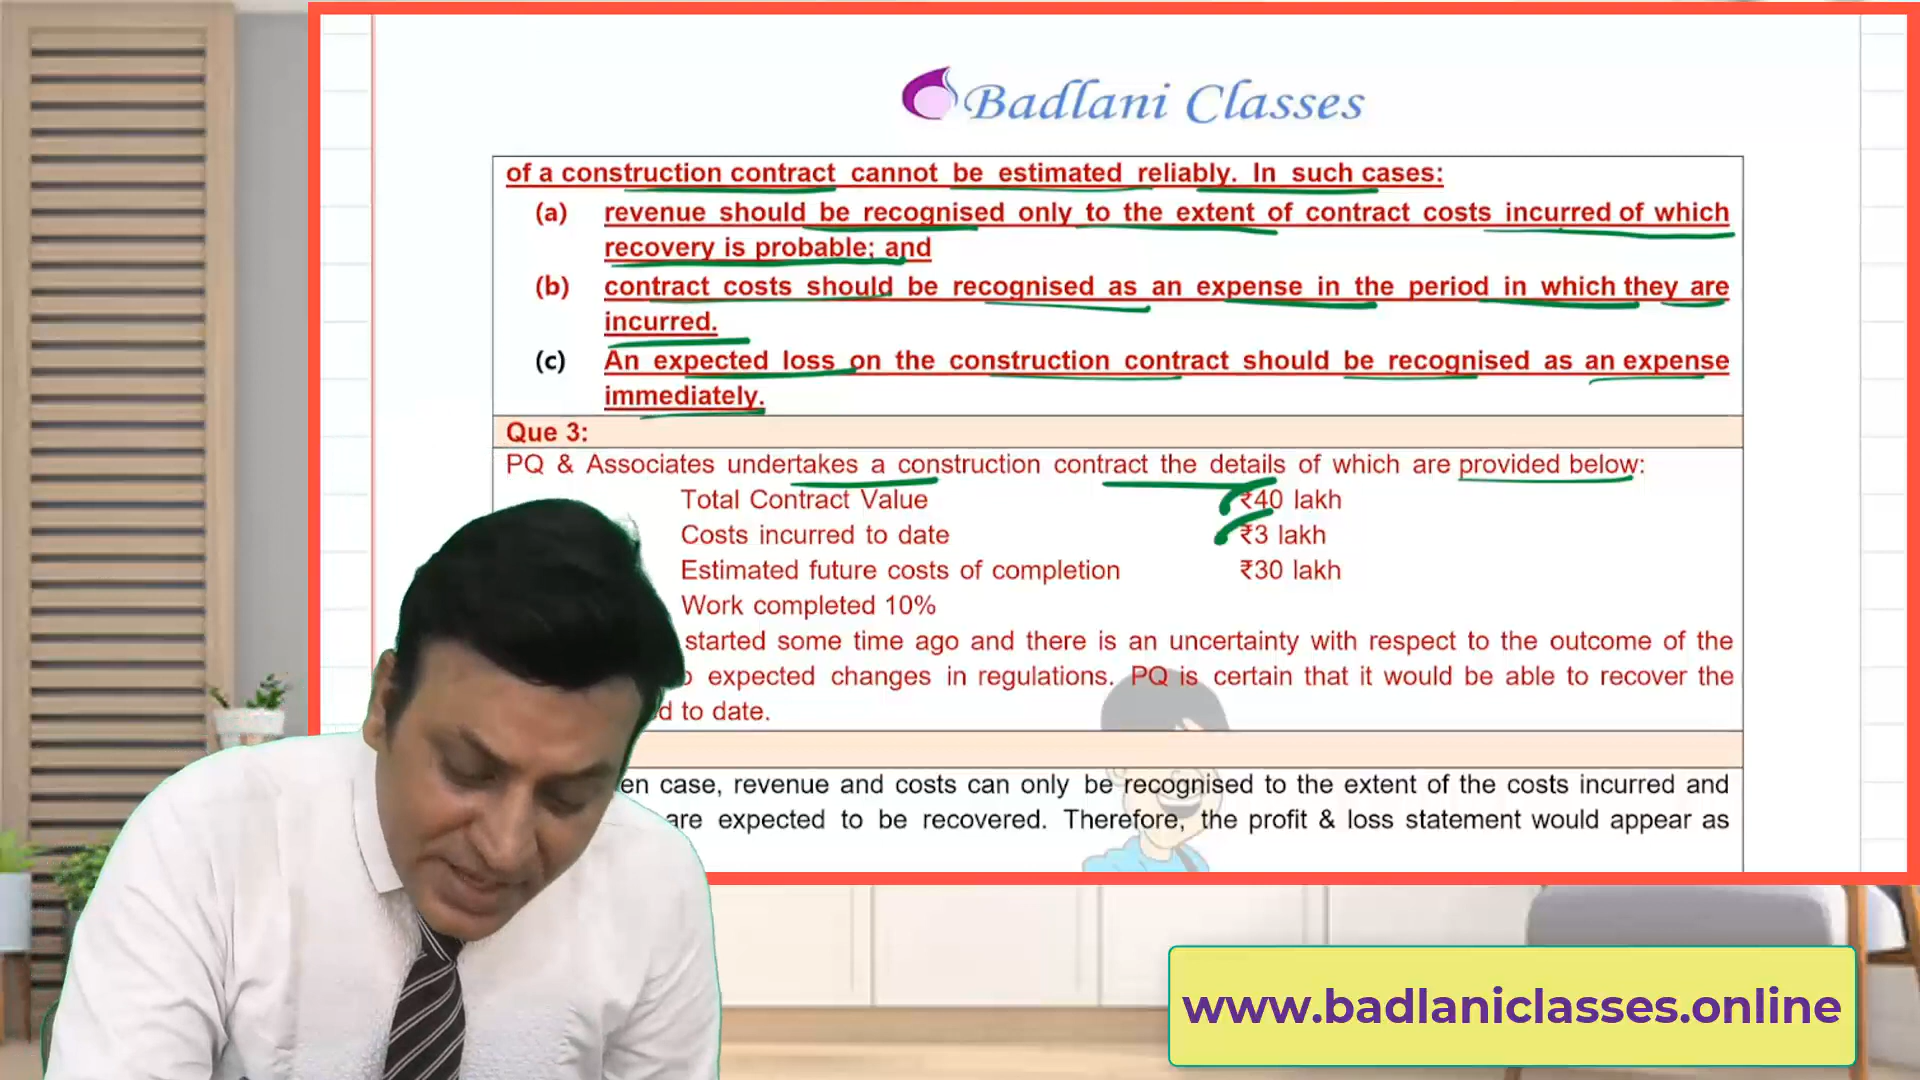 Badlani Classes
of a construction contract cannot be estimated reliably. In such cases:
(a) revenue should be recognised only to the extent of contract costs incurred of which
recovery is probable; and
(b) contract costs should be recognised as an expense in the period in which they are
incurred.
(c) An expected loss on the construction contract should be recognised as an expense
immediately.
Que 3:
PQ & Associates undertakes a construction contract the details of which are provided below:
Total Contract Value ₹40 lakh
Costs incurred to date ₹3 lakh
Estimated future costs of completion ₹30 lakh
Work completed 10%
started some time ago and there is an uncertainty with respect to the outcome of the
expected changes in regulations. PQ is certain that it would be able to recover the
to date.
case, revenue and costs can only be recognised to the extent of the costs incurred and
are expected to be recovered. Therefore, the profit & loss statement would appear as
www.badlaniclasses.online